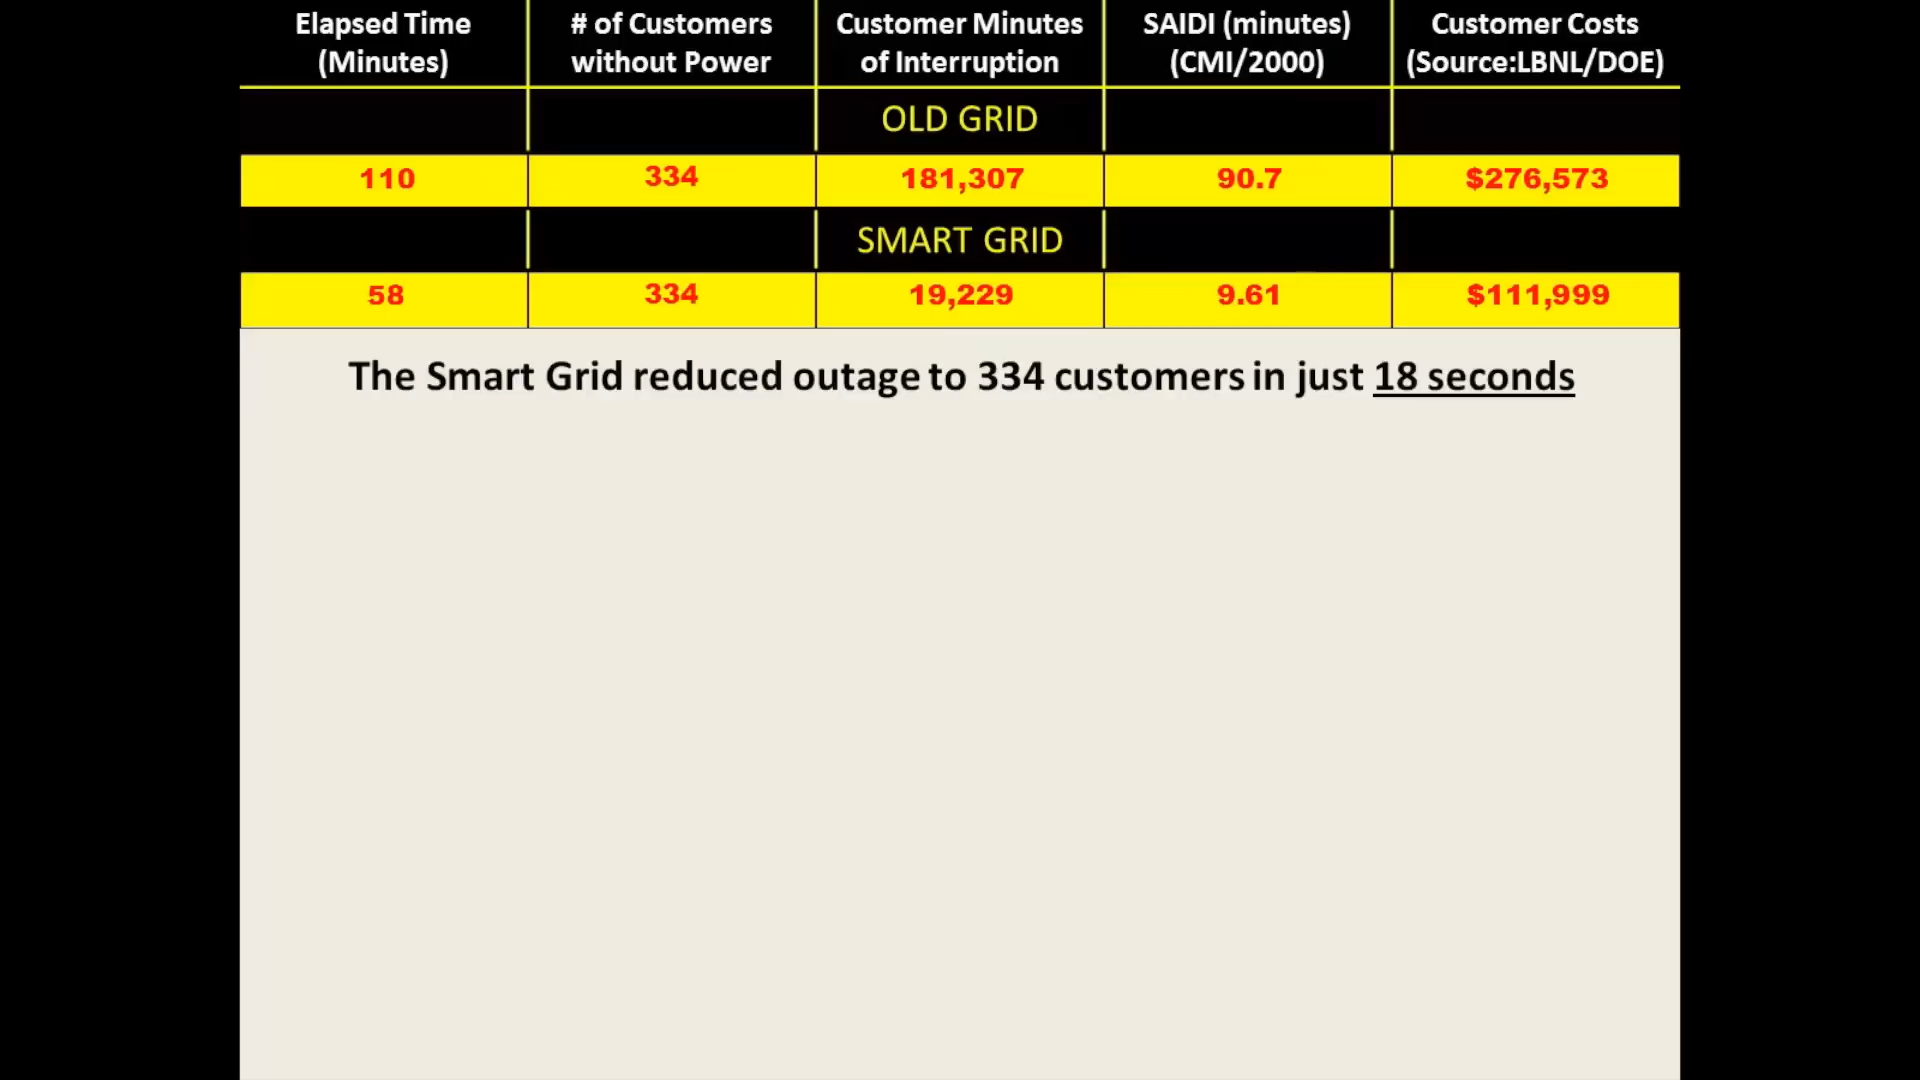 Elapsed Time (Minutes)
# of Customers without Power
Customer Minutes of Interruption
SAIDI (minutes) (CMI/2000)
Customer Costs (Source:LBNL/DOE)
OLD GRID
110 334 181,307 90.7 $276,573
SMART GRID
58 334 19,229 9.61 $111,999
The Smart Grid reduced outage to 334 customers in just 18 seconds